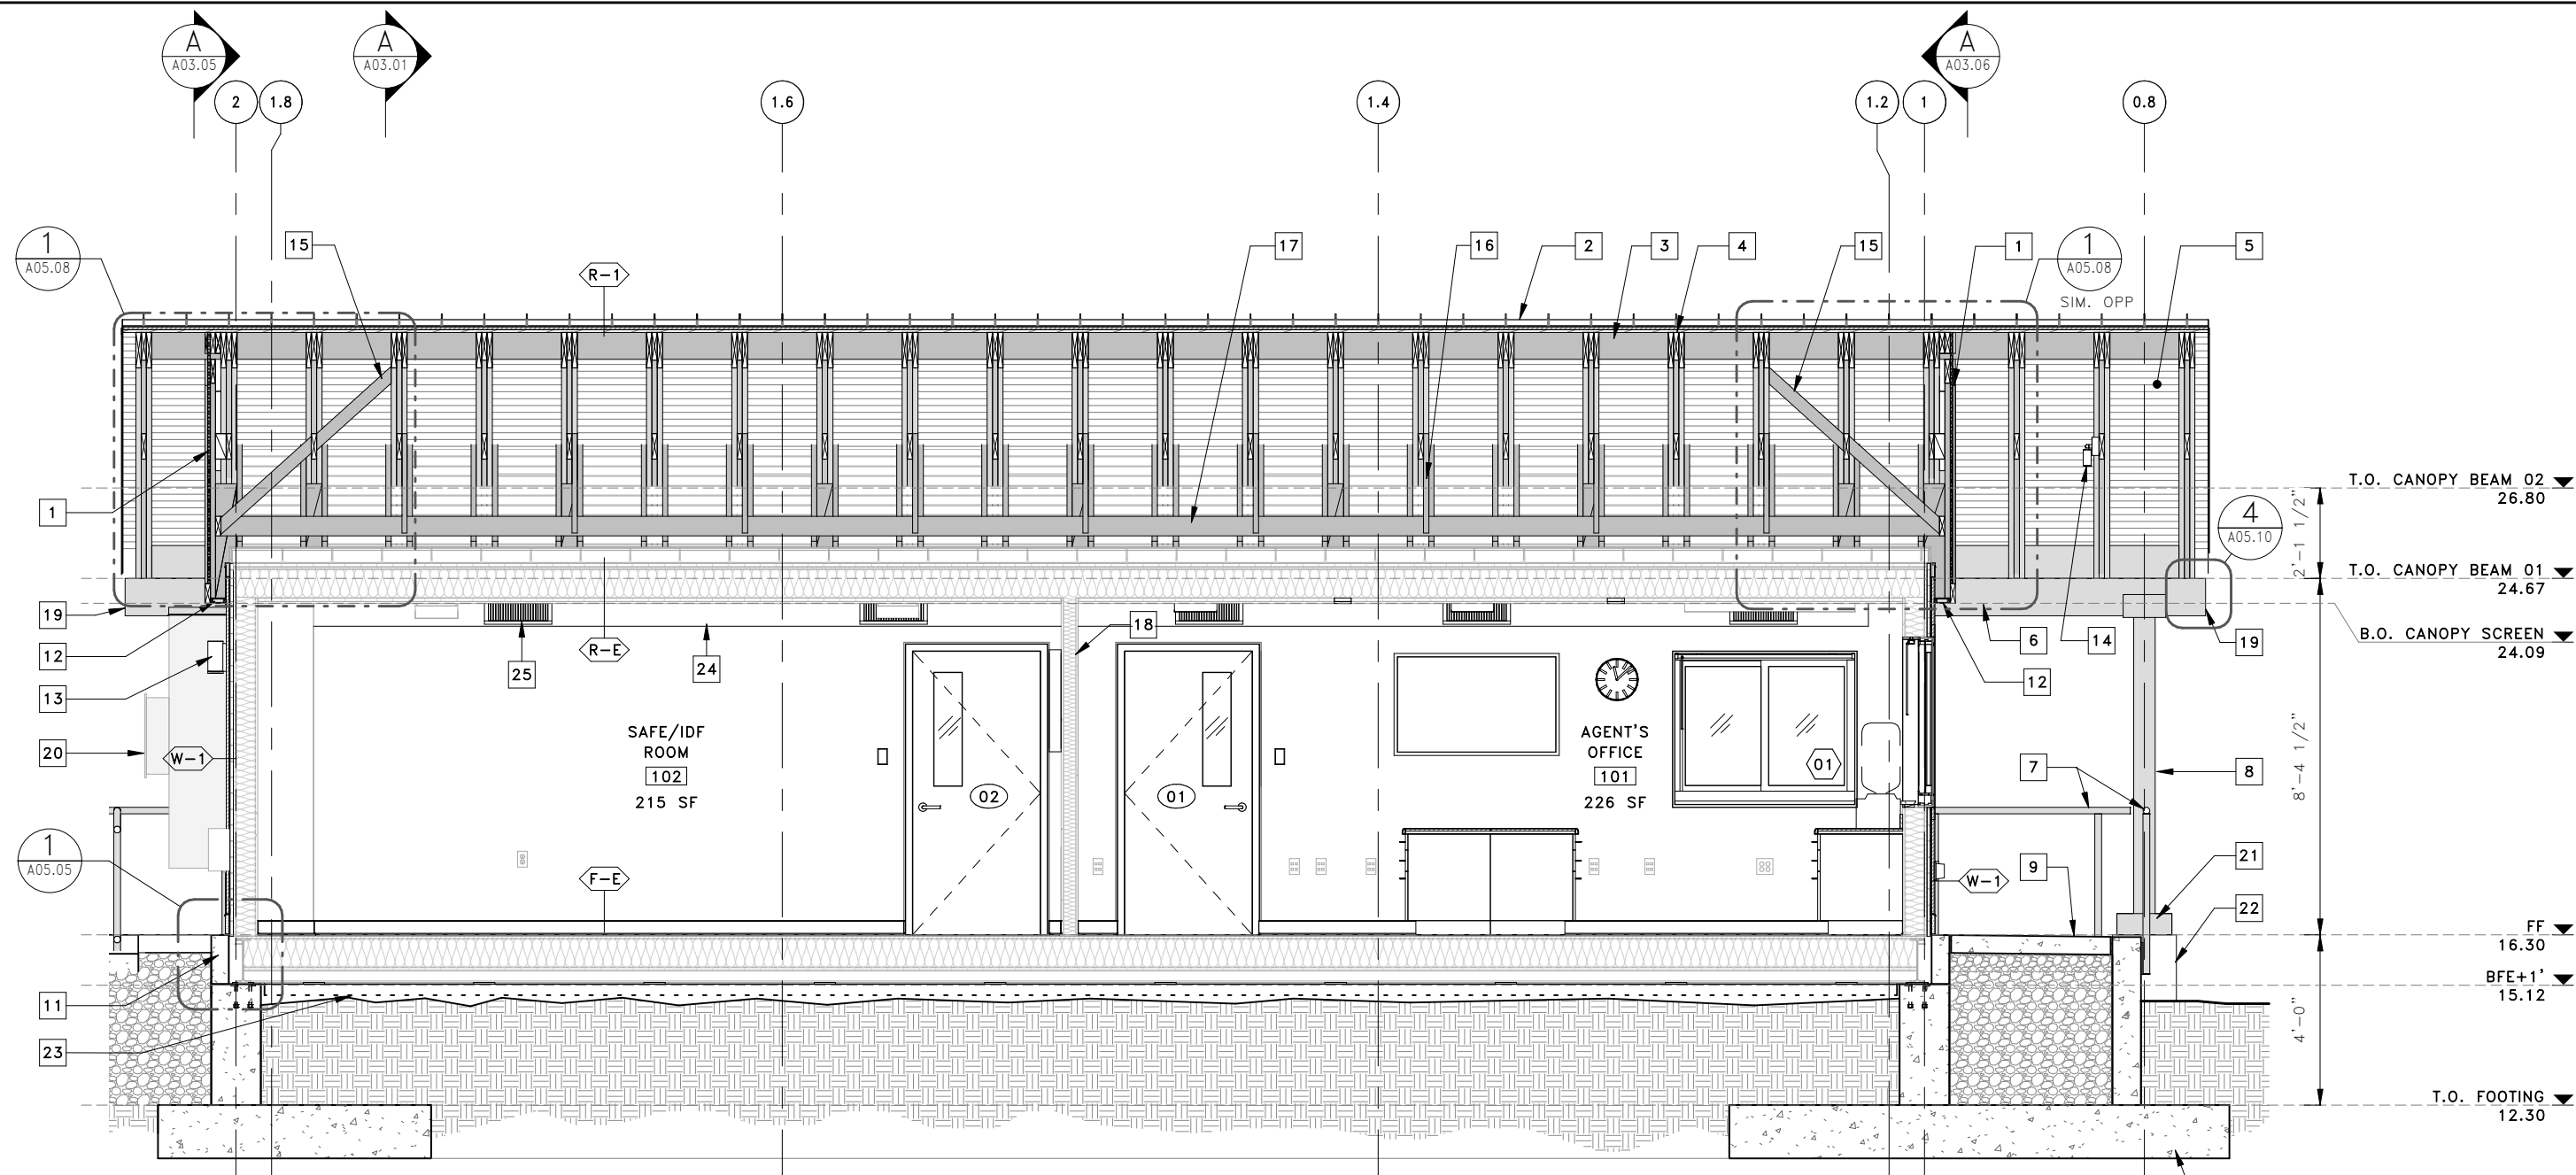 A
A03.05
A
A03.01
A
A03.06
2
1.8
1.6
1.4
1.2
1
0.8
1
A05.08
15
R-1
17
16
2
3
4
15
1
1
A05.08
SIM. OPP
5
T.O. CANOPY BEAM 02
26.80
2'-1 1/2"
4
A05.10
1
T.O. CANOPY BEAM 01
24.67
19
12
13
20
W-1
25
R-E
24
18
6
14
19
12
B.O. CANOPY SCREEN
24.09
SAFE/IDF
ROOM
102
215 SF
02
01
AGENT'S
OFFICE
101
226 SF
01
7
8
8'-4 1/2"
1
A05.05
F-E
W-1
9
21
22
FF
16.30
11
BFE+1'
15.12
23
4'-0"
T.O. FOOTING
12.30